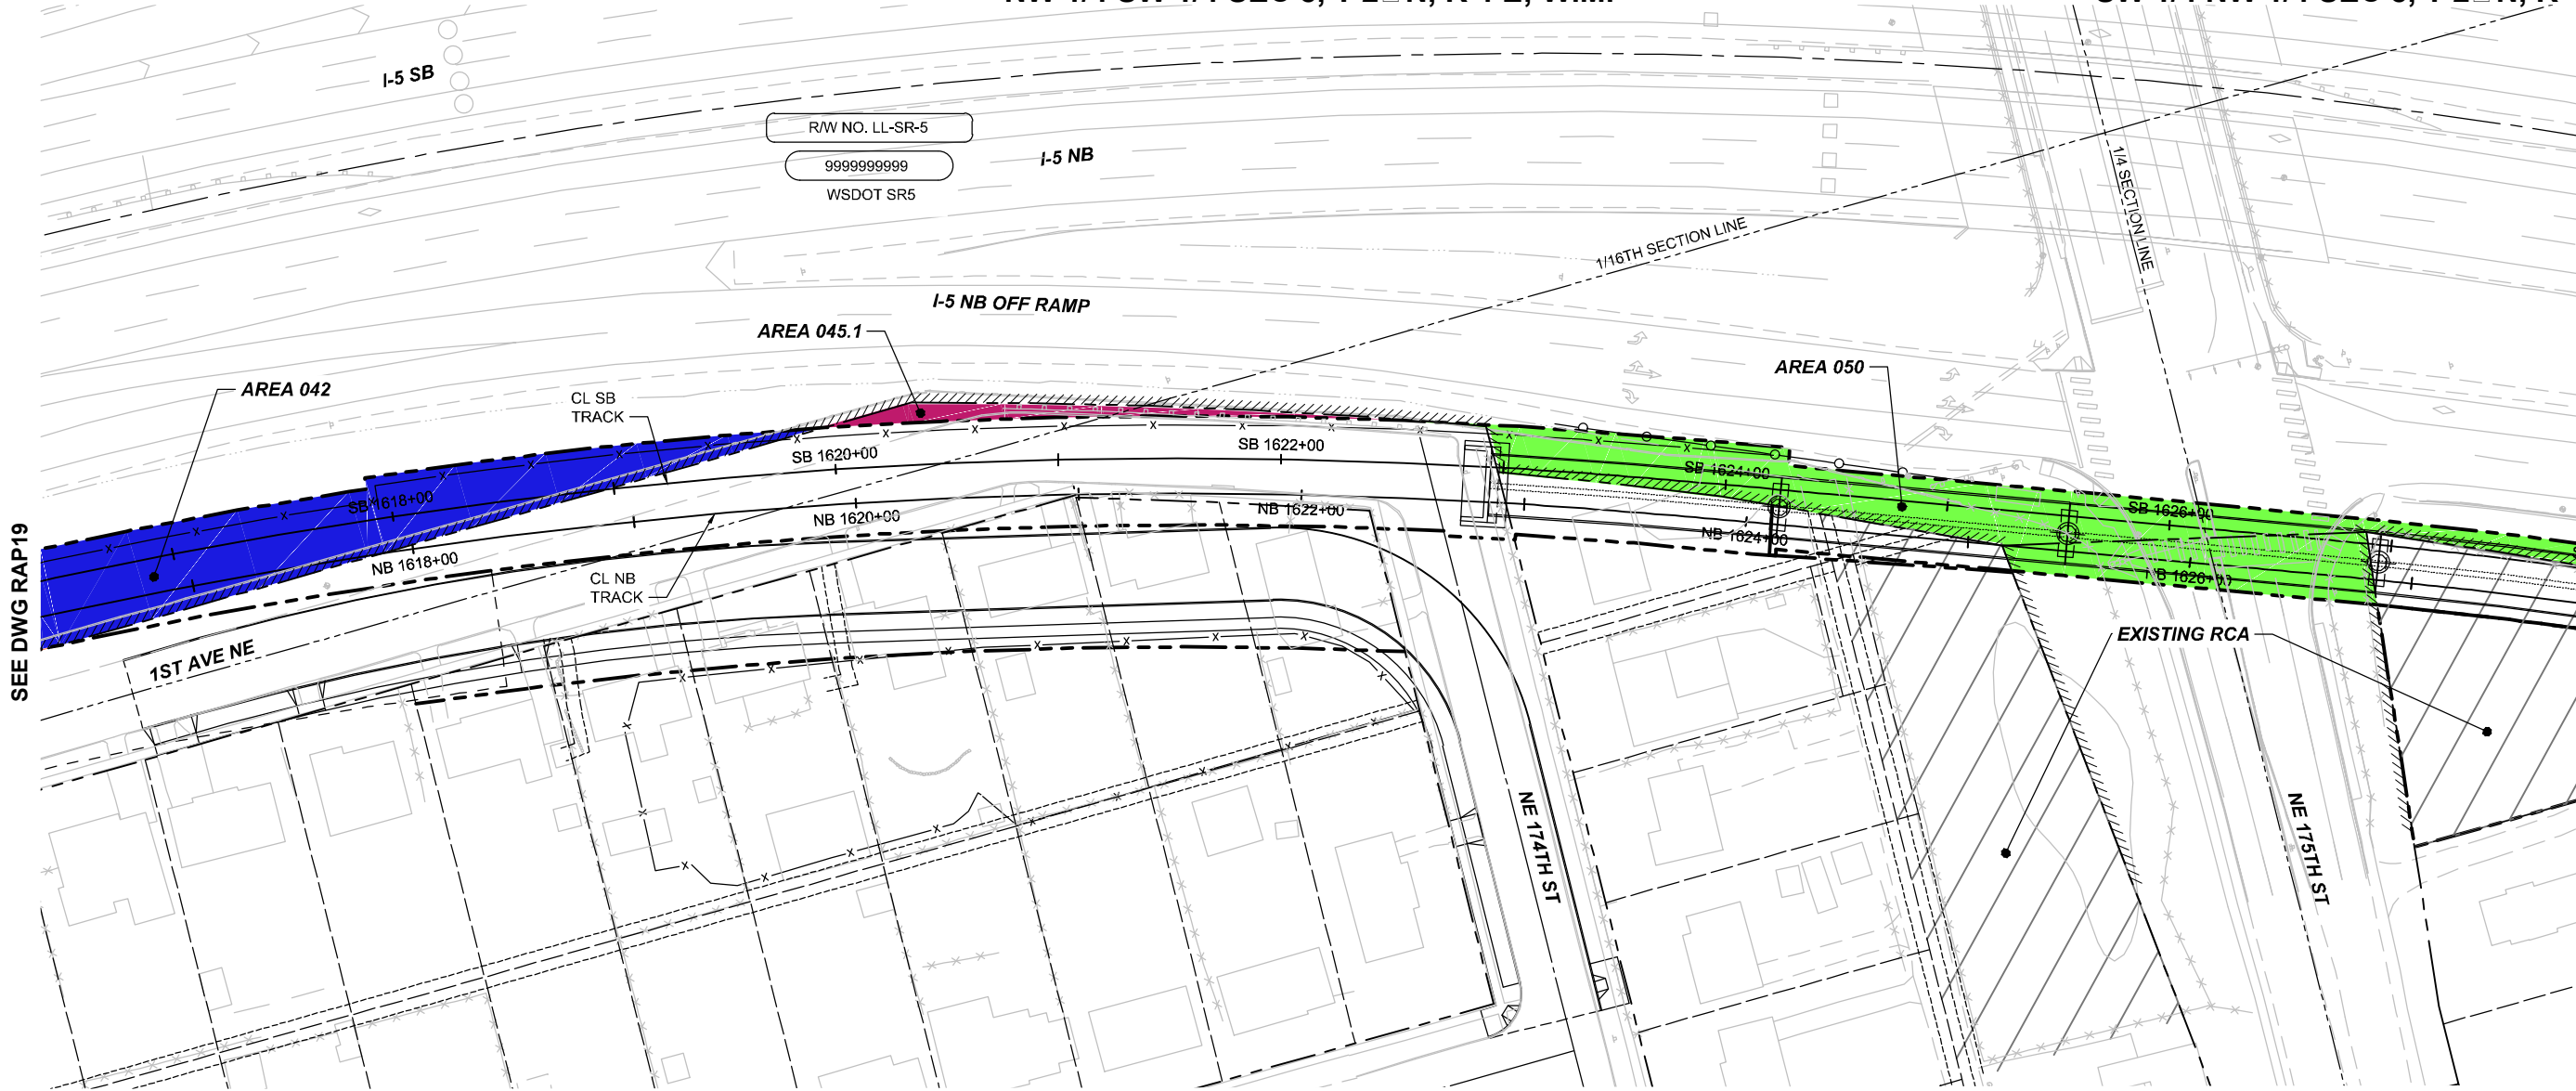 I-5 SB
R/W NO. LL-SR-5
9999999999
WSDOT SR5
I-5 NB
1/4 SECTION LINE
1/16TH SECTION LINE
I-5 NB OFF RAMP
AREA 045.1
AREA 050
AREA 042
CL SB
TRACK
SB 1618+00
SB 1620+00
SB 1622+00
SB 1624+00
SB 1626+00
NB 1618+00
NB 1620+00
NB 1622+00
NB 1624+00
NB 1626+00
CL NB
TRACK
SEE DWG RAP19
1ST AVE NE
EXISTING RCA
NE 174TH ST
NE 175TH ST